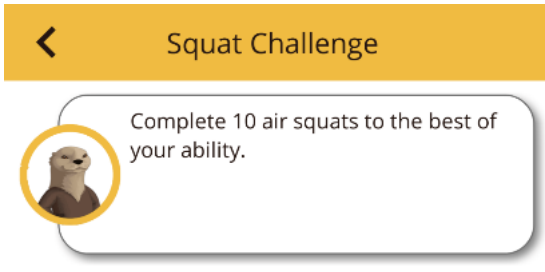 Squat Challenge
Complete 10 air squats to the best of
your ability.